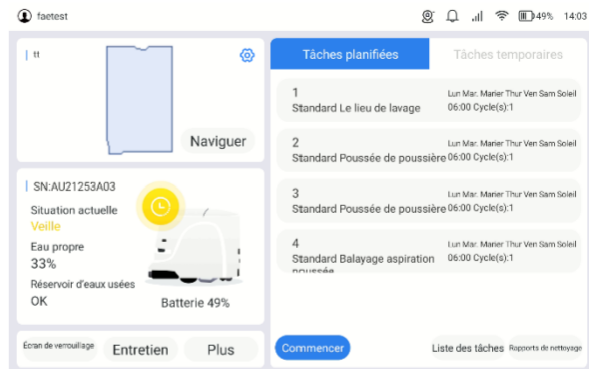 faetest
49%
14:03
tt
Naviguer
SN:AU21253A03
Situation actuelle
Veille
Eau propre
33%
Réservoir d'eaux usées
OK
Batterie 49%
Écran de verrouillage
Entretien
Plus
Tâches planifiées
Tâches temporaires
1
Lun Mar. Marier Thur Ven Sam Soleil
Standard Le lieu de lavage
06:00 Cycle(s):1
2
Lun Mar. Marier Thur Ven Sam Soleil
Standard Poussée de poussière
06:00 Cycle(s):1
3
Lun Mar. Marier Thur Ven Sam Soleil
Standard Poussée de poussière
06:00 Cycle(s):1
4
Lun Mar. Marier Thur Ven Sam Soleil
Standard Balayage aspiration
06:00 Cycle(s):1
poussée
Commencer
Liste des tâches
Rapports de nettoyage